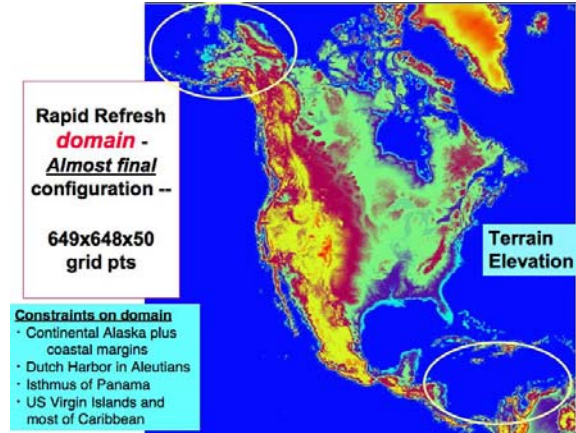 Rapid Refresh
domain -
Almost final
configuration --
649x648x50
grid pts
Terrain
Elevation
Constraints on domain
· Continental Alaska plus
coastal margins
· Dutch Harbor in Aleutians
· Isthmus of Panama
· US Virgin Islands and
most of Caribbean